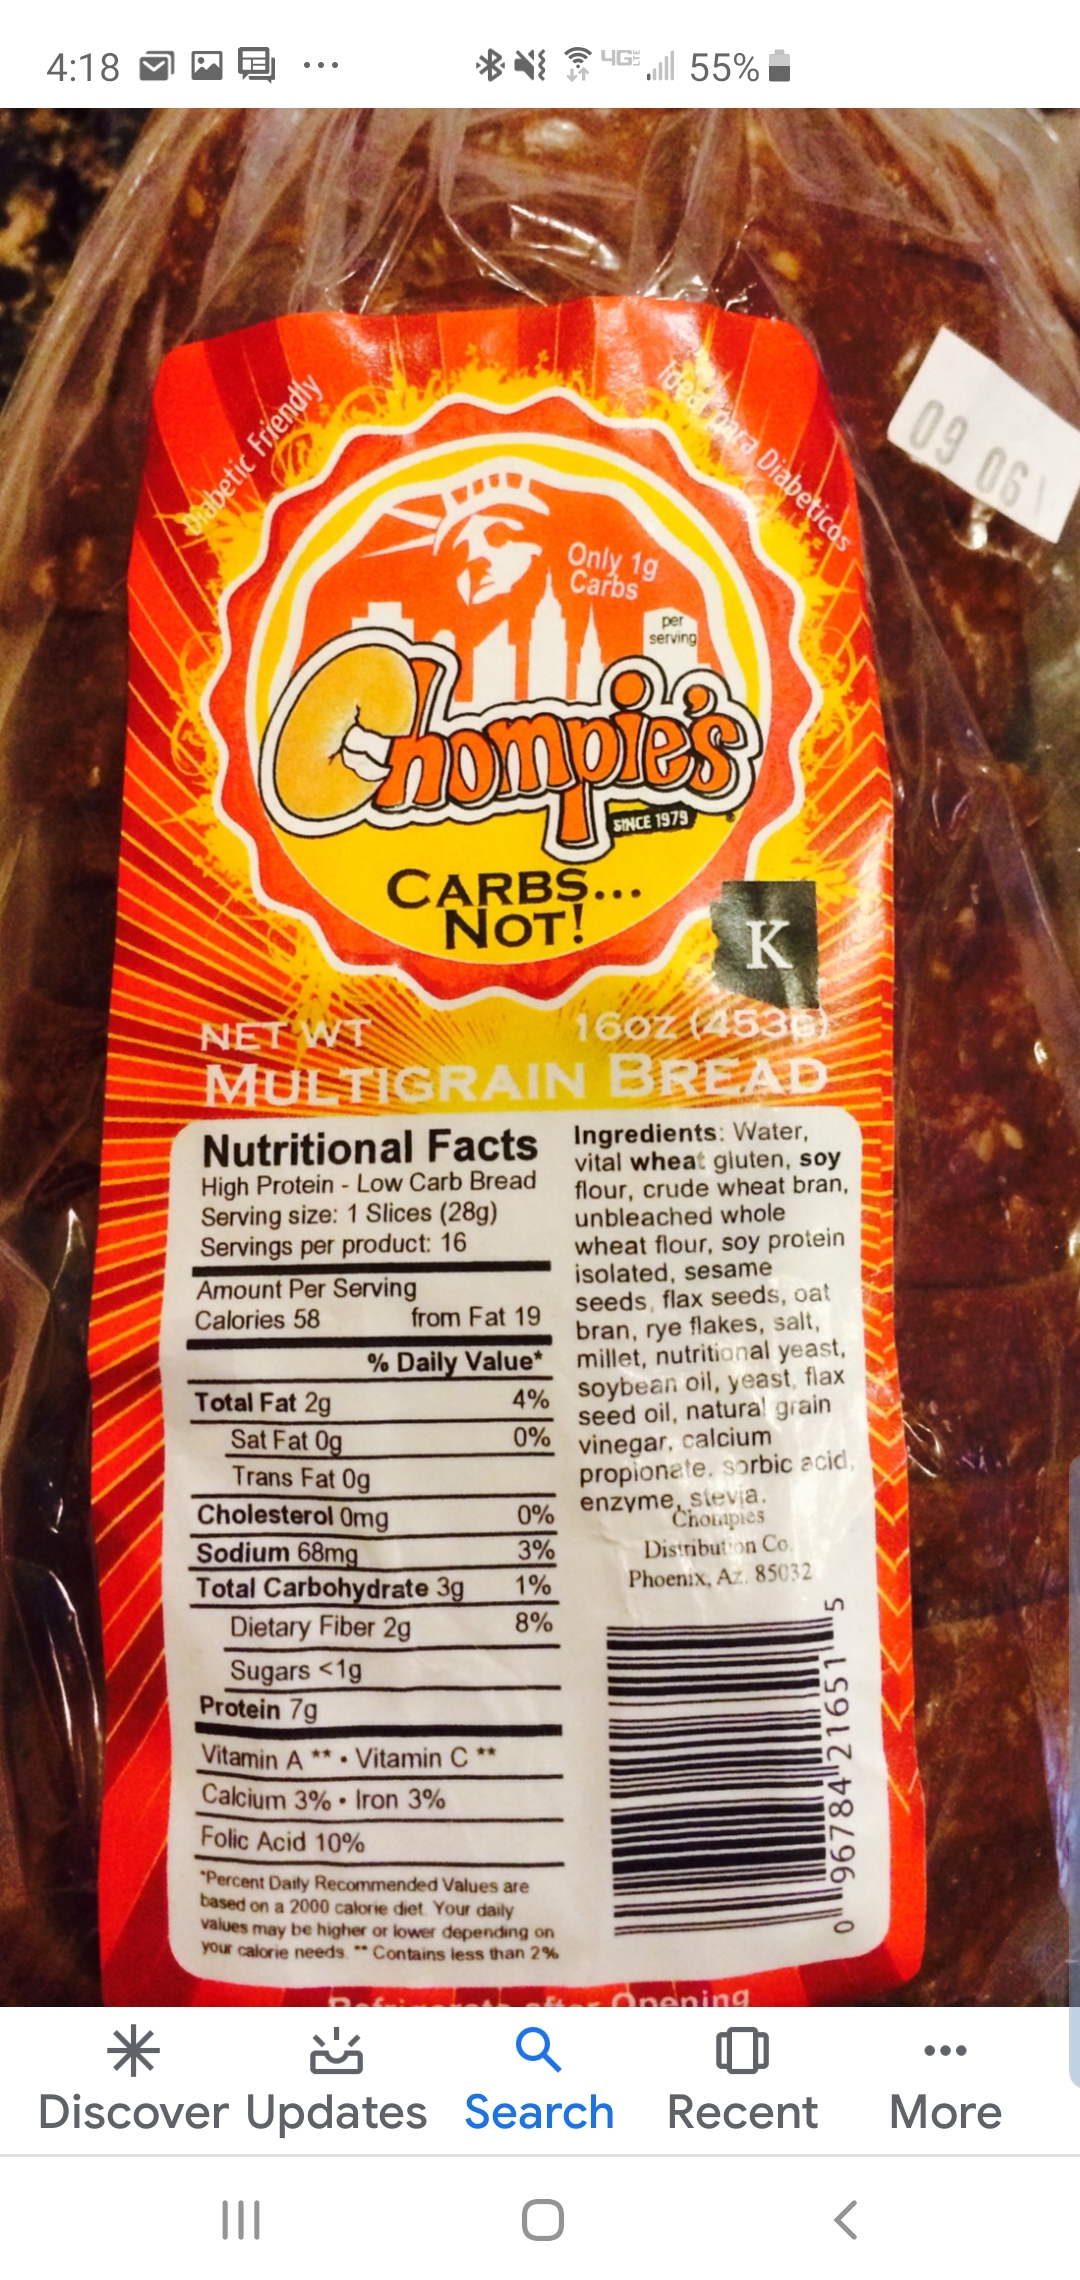 4:18
4G
55%
Diabetic Friendly
Ideal para Diabeticos
09 06
Only 1g
Carbs
per
serving
Chompie's
SINCE 1979
CARBS...
NOT!
K
NET WT 16oz (453G)
MULTIGRAIN BREAD
Nutritional Facts
High Protein - Low Carb Bread
Serving size: 1 Slices (28g)
Servings per product: 16
Amount Per Serving
Calories 58 from Fat 19
% Daily Value*
Total Fat 2g 4%
Sat Fat 0g 0%
Trans Fat 0g
Cholesterol 0mg 0%
Sodium 68mg 3%
Total Carbohydrate 3g 1%
Dietary Fiber 2g 8%
Sugars <1g
Protein 7g
Vitamin A ** • Vitamin C **
Calcium 3% • Iron 3%
Folic Acid 10%
*Percent Daily Recommended Values are
based on a 2000 calorie diet. Your daily
values may be higher or lower depending on
your calorie needs. ** Contains less than 2%
Ingredients: Water,
vital wheat gluten, soy
flour, crude wheat bran,
unbleached whole
wheat flour, soy protein
isolated, sesame
seeds, flax seeds, oat
bran, rye flakes, salt,
millet, nutritional yeast,
soybean oil, yeast, flax
seed oil, natural grain
vinegar, calcium
propionate, sorbic acid,
enzyme, stevia.
Chompies
Distribution Co.
Phoenix, Az. 85032
0 96784 21651 5
Refrigerate after Opening
Discover Updates Search Recent More